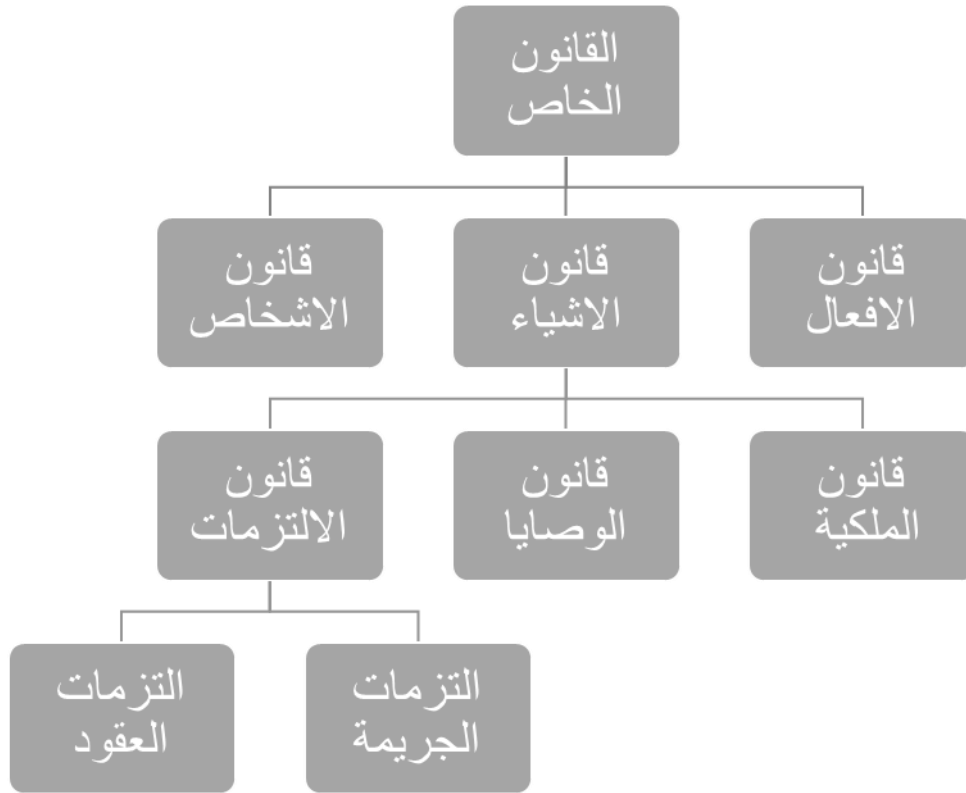 القانون
الخاص
قانون
الافعال
قانون
الاشياء
قانون
الاشخاص
قانون
الملكية
قانون
الوصايا
قانون
الالتزمات
التزمات
الجريمة
التزمات
العقود